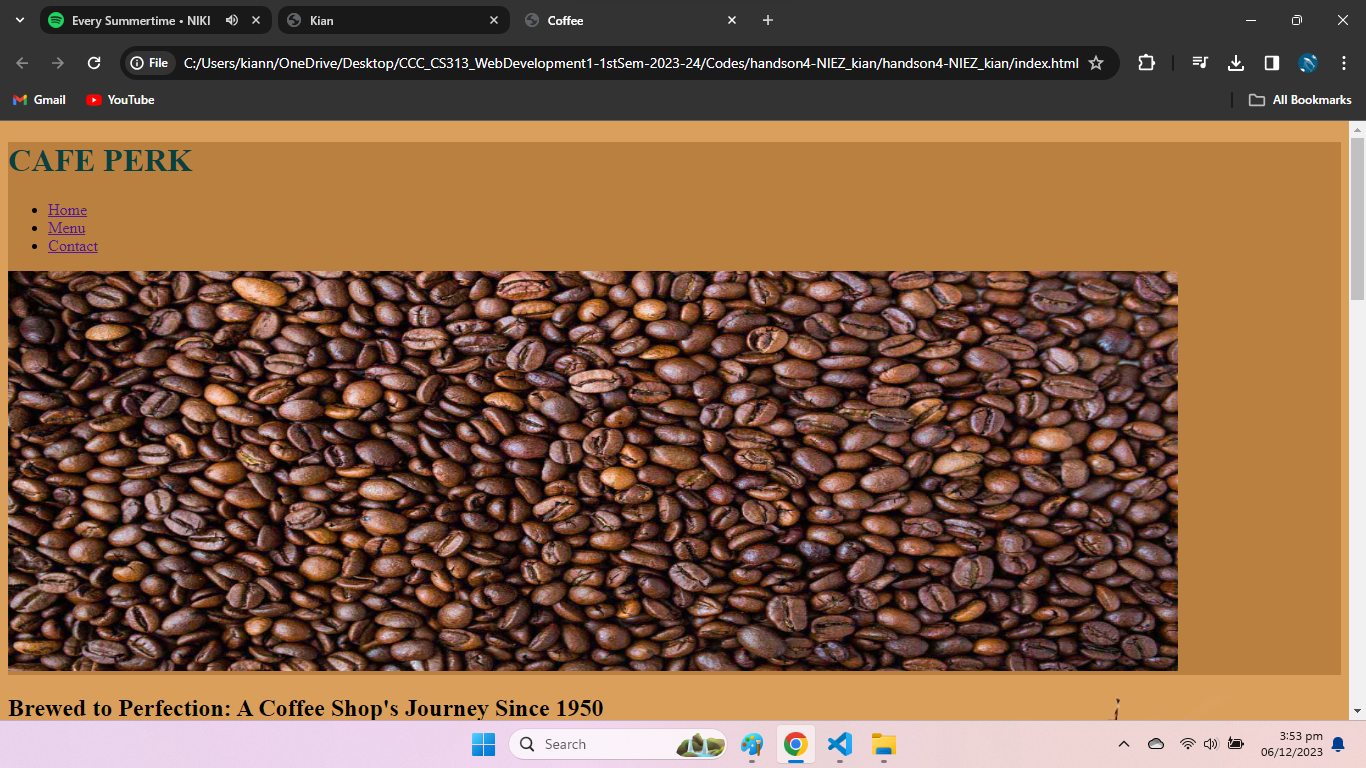 Every Summertime • NIKI
Kian
Coffee
File
C:/Users/kiann/OneDrive/Desktop/CCC_CS313_WebDevelopment1-1stSem-2023-24/Codes/handson4-NIEZ_kian/handson4-NIEZ_kian/index.html
Gmail
YouTube
All Bookmarks
CAFE PERK
Home
Menu
Contact
Brewed to Perfection: A Coffee Shop's Journey Since 1950
Search
3:53 pm
06/12/2023